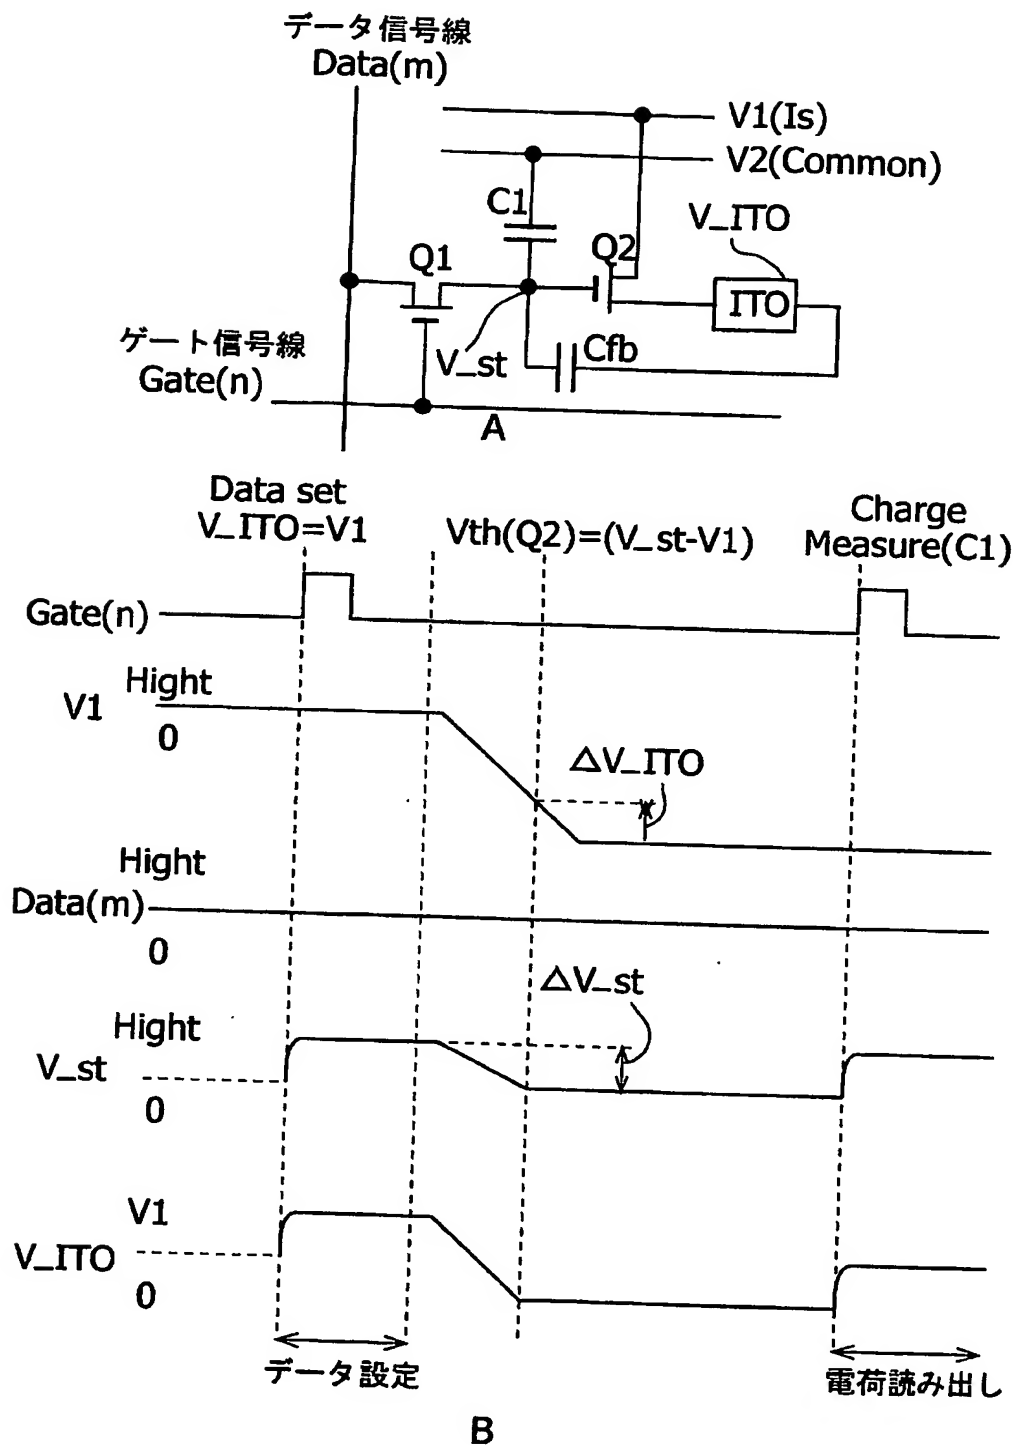 データ信号線
Data(m)
V1(Is)
V2(Common)
C1
V_ITO
Q1
Q2
ITO
ゲート信号線
Gate(n)
V_st
Cfb
A
Data set
V_ITO=V1
Vth(Q2)=(V_st-V1)
Charge
Measure(C1)
Gate(n)
Hight
V1
0
△V_ITO
Hight
Data(m)
0
△V_st
Hight
V_st
0
V1
V_ITO
0
データ設定
電荷読み出し
B